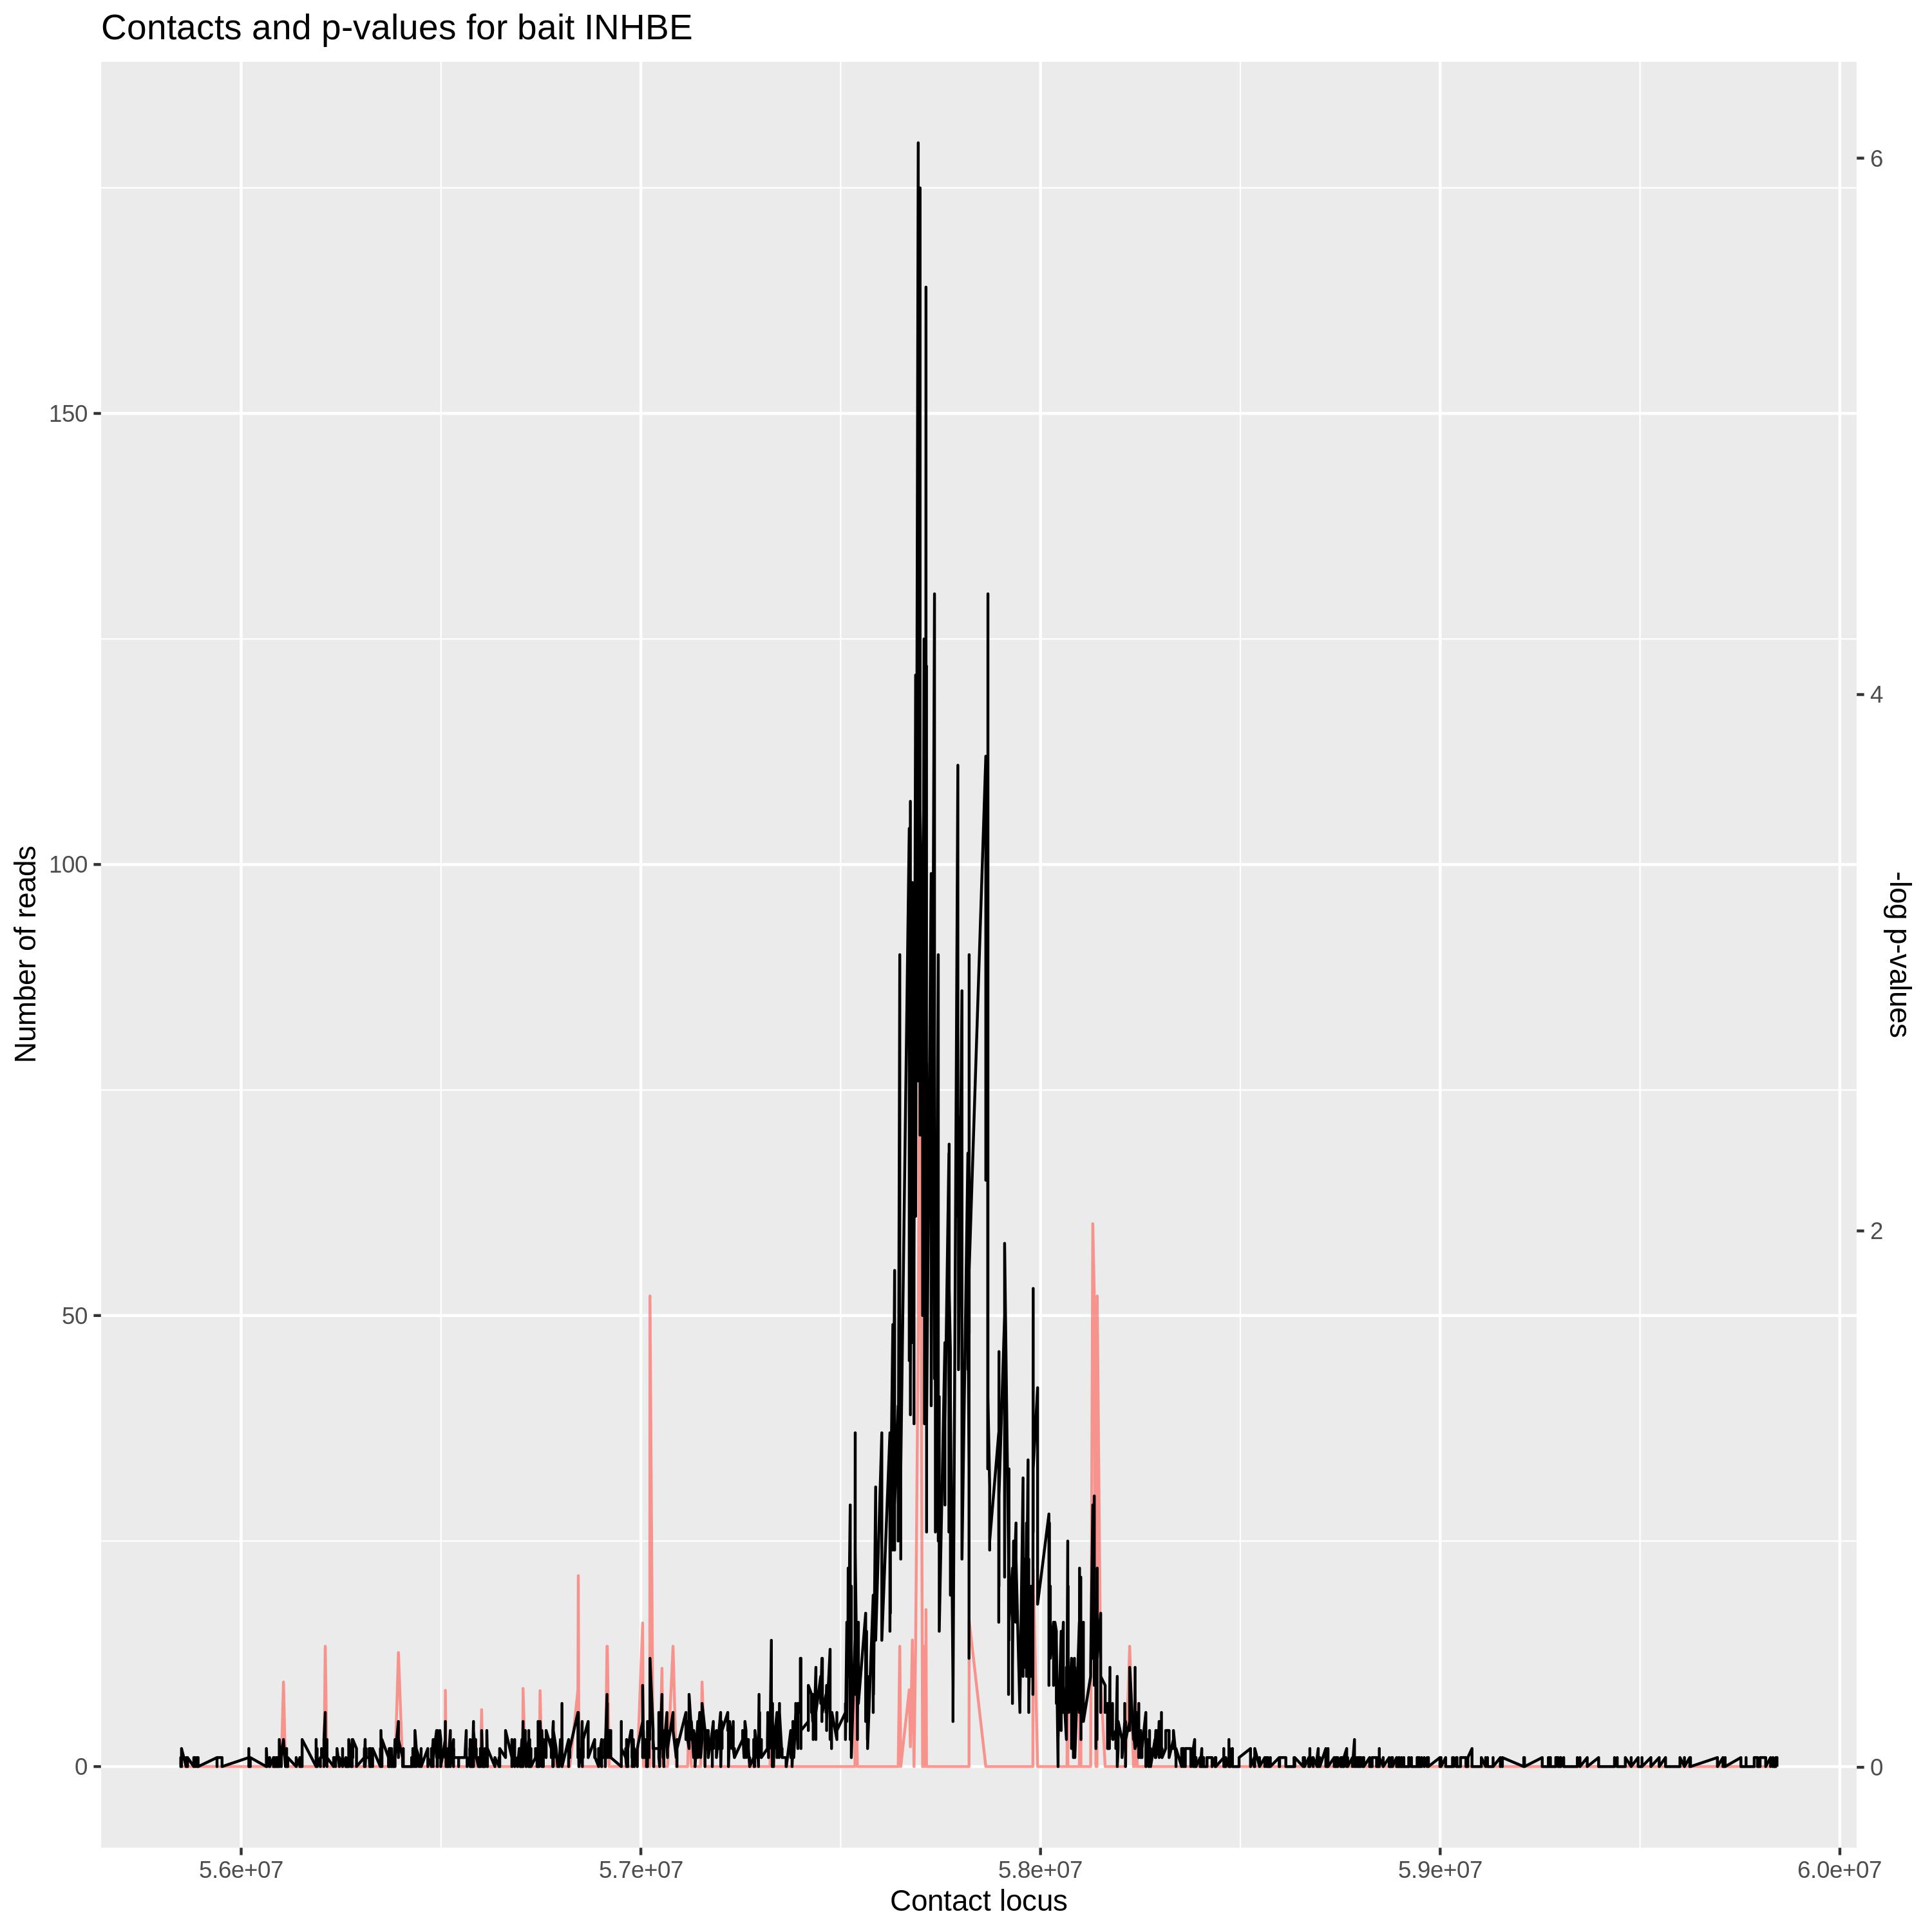 Contacts and p-values for bait INHBE
Number of reads
150
100
50
0
6
4
2
0
-log p-values
5.6e+07 5.7e+07 5.8e+07 5.9e+07 6.0e+07
Contact locus